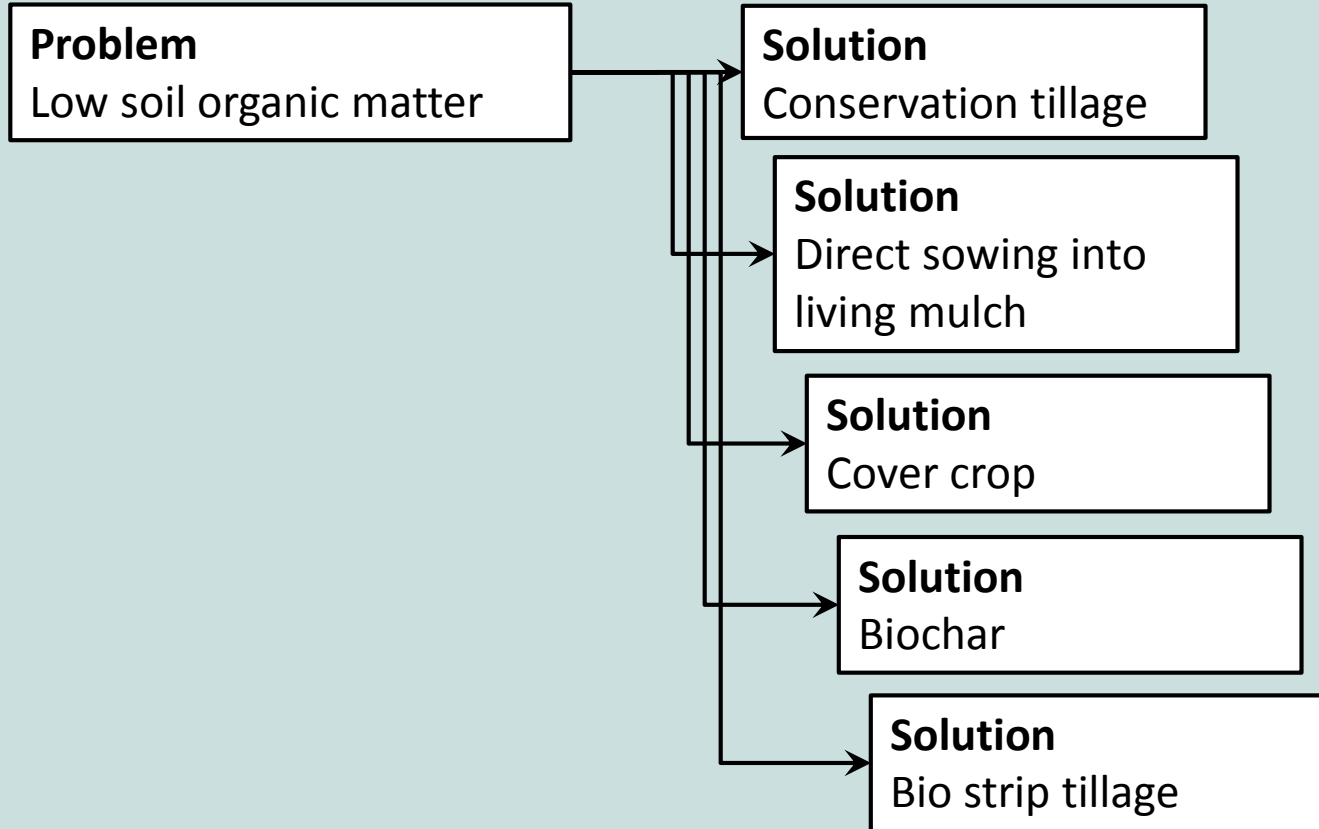 Problem
Low soil organic matter
Solution
Conservation tillage
Solution
Direct sowing into
living mulch
Solution
Cover crop
Solution
Biochar
Solution
Bio strip tillage